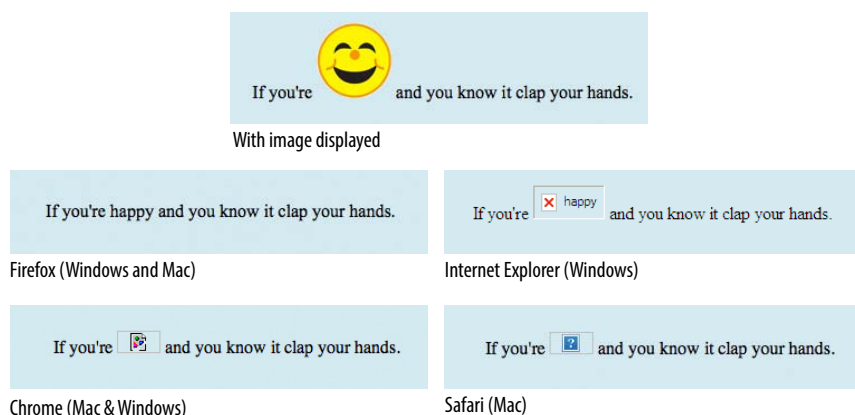 If you're and you know it clap your hands.
With image displayed
If you're happy and you know it clap your hands.
Firefox (Windows and Mac)
If you're happy and you know it clap your hands.
Internet Explorer (Windows)
If you're and you know it clap your hands.
Chrome (Mac & Windows)
If you're ? and you know it clap your hands.
Safari (Mac)